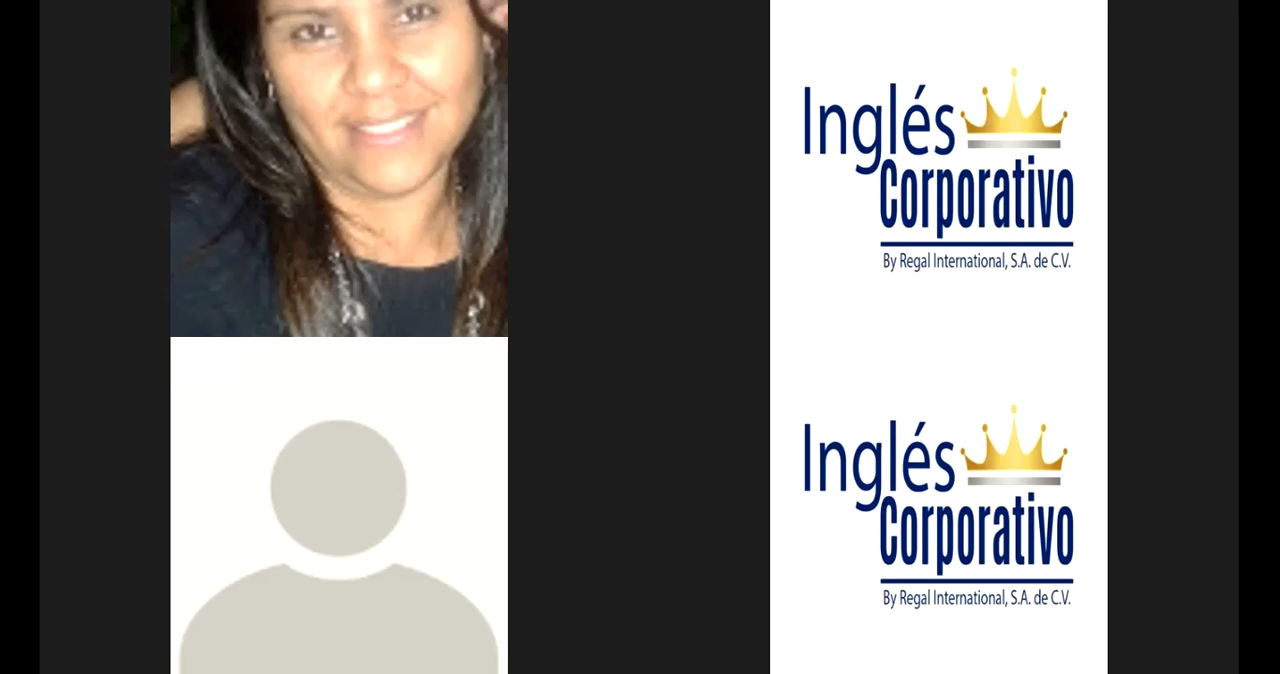 Inglés
Corporativo
By Regal International, S.A. de C.V.
Inglés
Corporativo
By Regal International, S.A. de C.V.